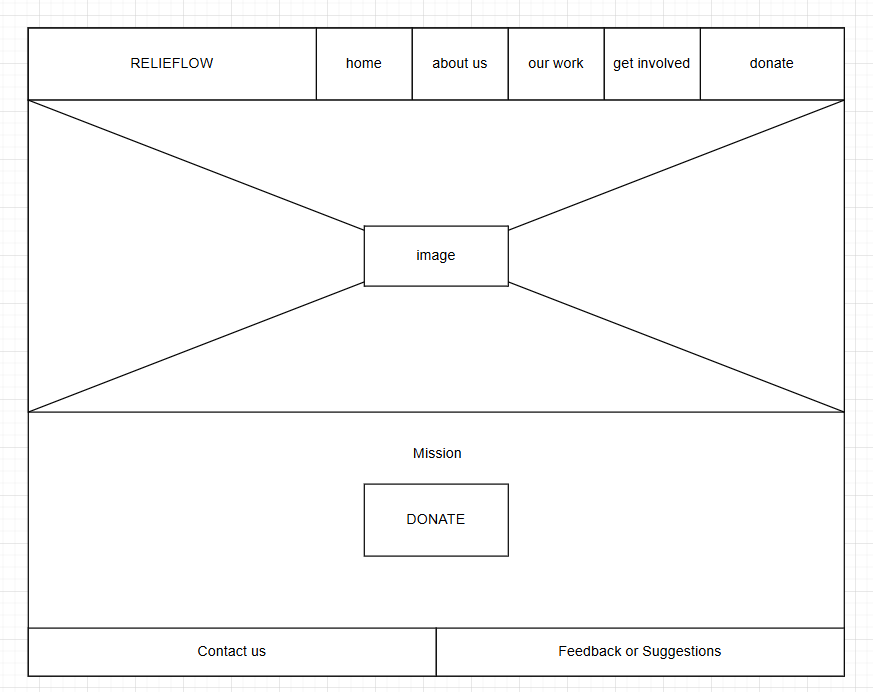 RELIEFLOW
home
about us
our work
get involved
donate
image
Mission
DONATE
Contact us
Feedback or Suggestions